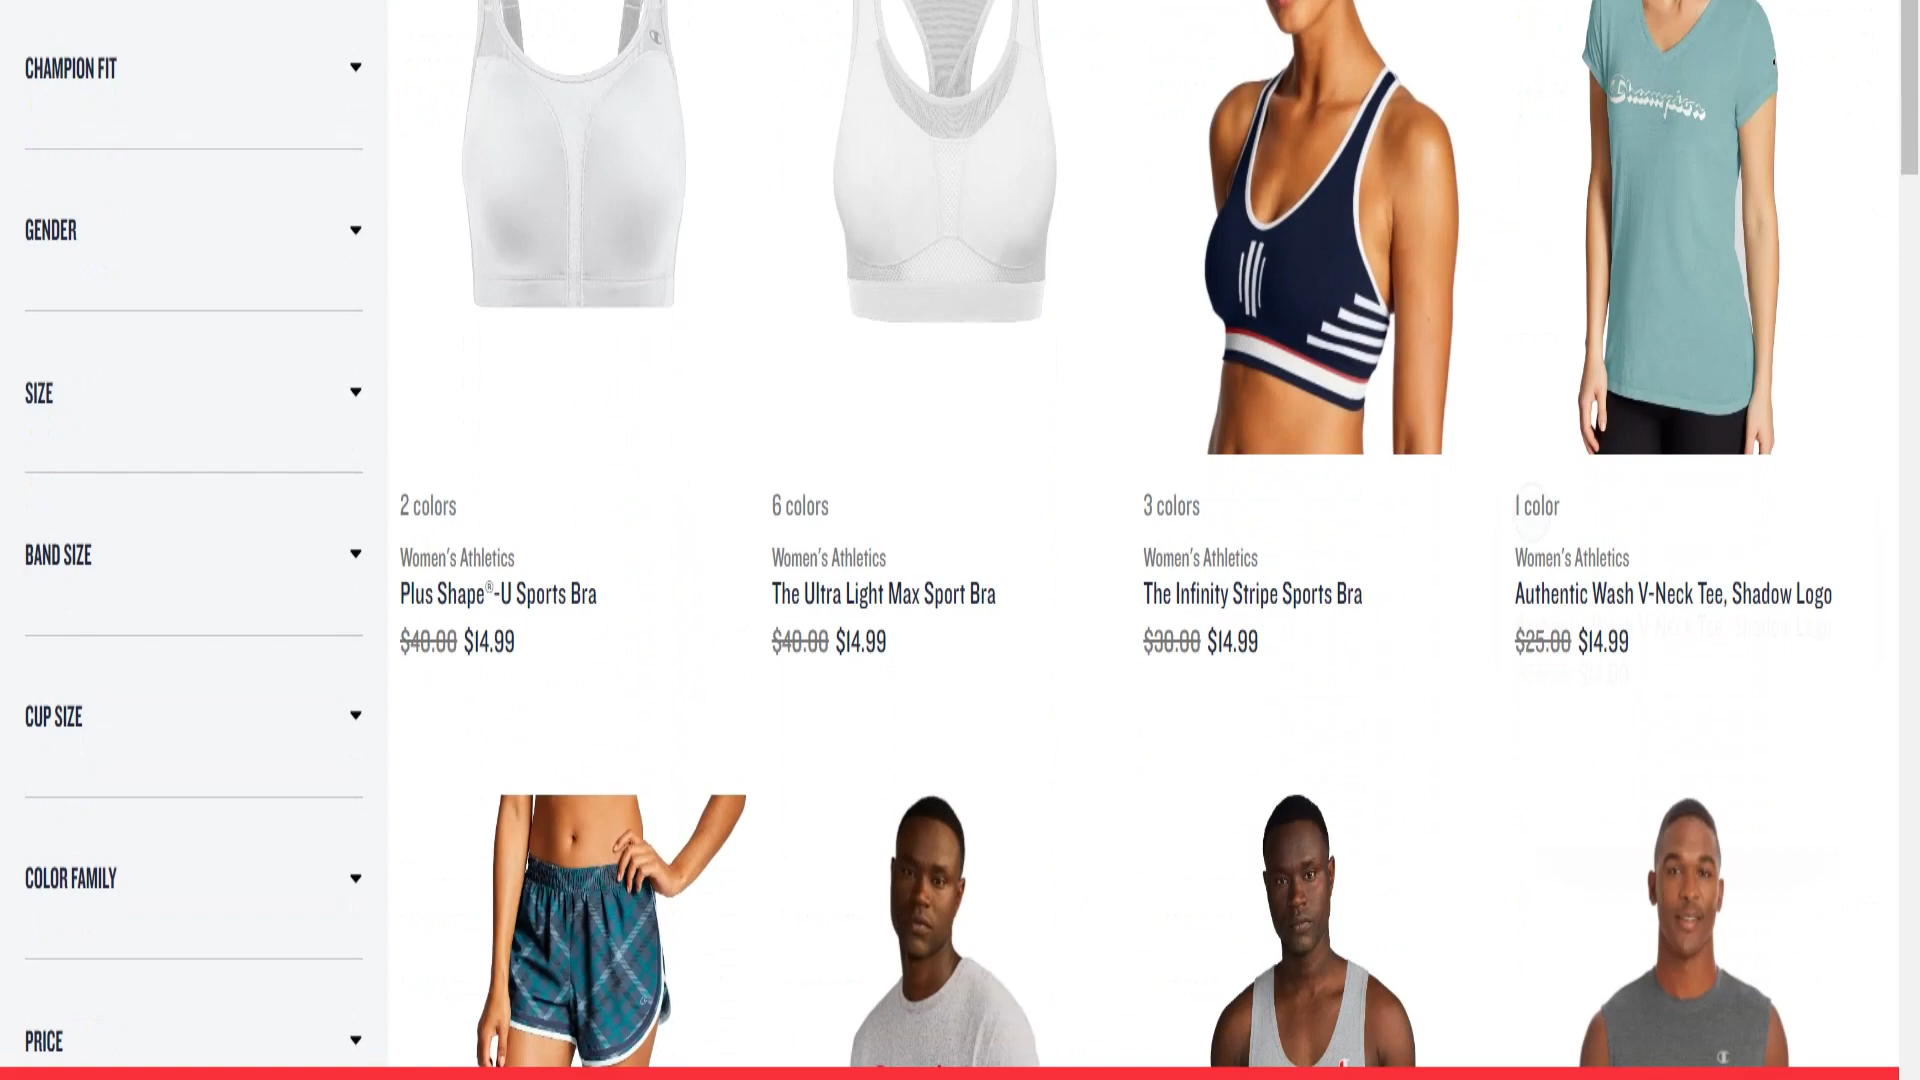 CHAMPION FIT
GENDER
SIZE
BAND SIZE
CUP SIZE
COLOR FAMILY
PRICE
Champion
2 colors
Women's Athletics
Plus Shape®-U Sports Bra
$40.00 $14.99
6 colors
Women's Athletics
The Ultra Light Max Sport Bra
$40.00 $14.99
3 colors
Women's Athletics
The Infinity Stripe Sports Bra
$30.00 $14.99
1 color
Women's Athletics
Authentic Wash V-Neck Tee, Shadow Logo
$25.00 $14.99